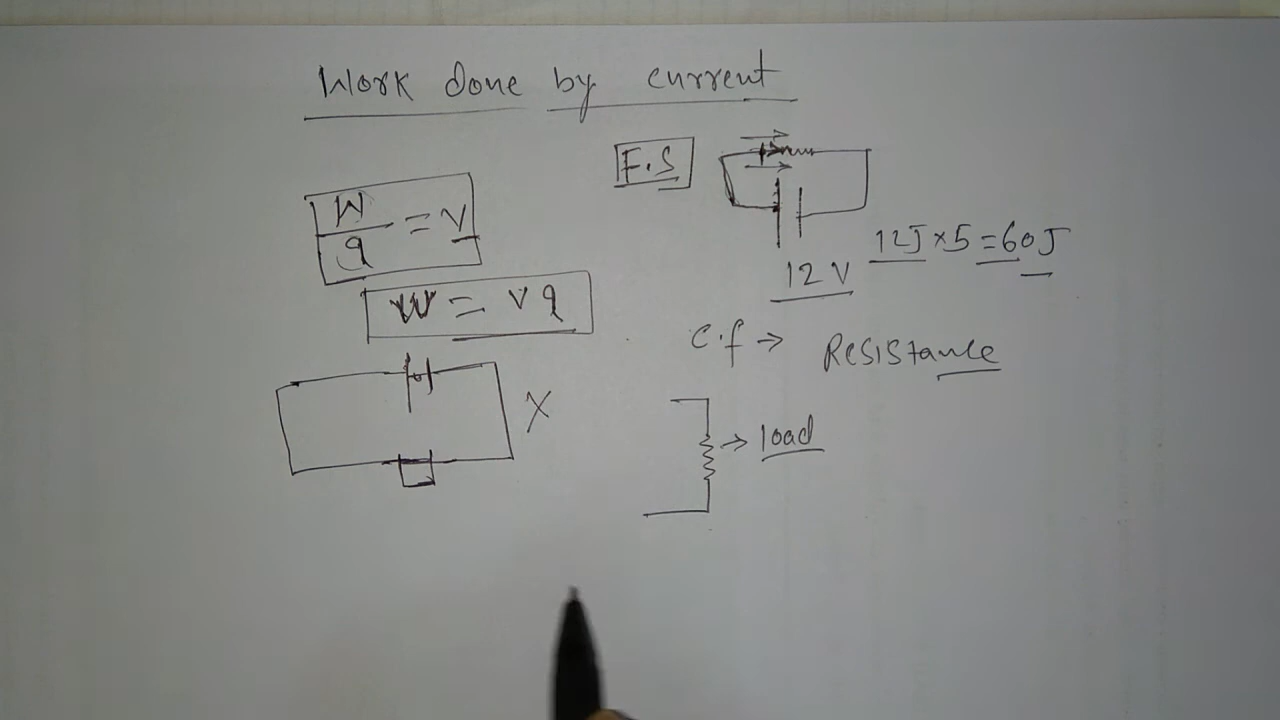 Work done by current
F.S
W/q = V
12J × 5 = 60J
12 V
W = Vq
C.f → Resistance
X
→ load